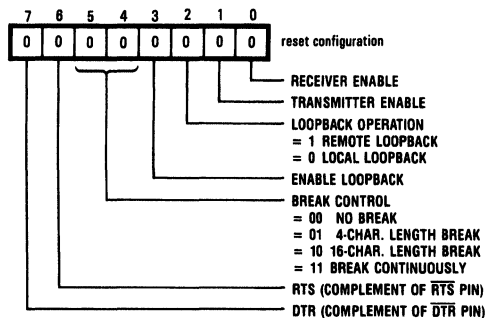 7 6 5 4 3 2 1 0
0 0 0 0 0 0 0 0 reset configuration
RECEIVER ENABLE
TRANSMITTER ENABLE
LOOPBACK OPERATION
= 1 REMOTE LOOPBACK
= 0 LOCAL LOOPBACK
ENABLE LOOPBACK
BREAK CONTROL
= 00 NO BREAK
= 01 4-CHAR. LENGTH BREAK
= 10 16-CHAR. LENGTH BREAK
= 11 BREAK CONTINUOUSLY
RTS (COMPLEMENT OF RTS PIN)
DTR (COMPLEMENT OF DTR PIN)